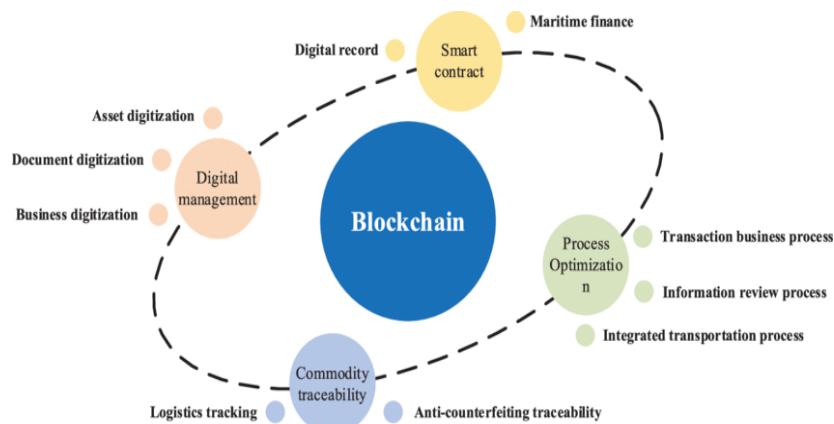 Maritime finance
Digital record
Smart
contract
Asset digitization
Document digitization
Digital
management
Business digitization
Blockchain
Process
Optimizatio
n
Transaction business process
Information review process
Integrated transportation process
Commodity
traceability
Logistics tracking
Anti-counterfeiting traceability